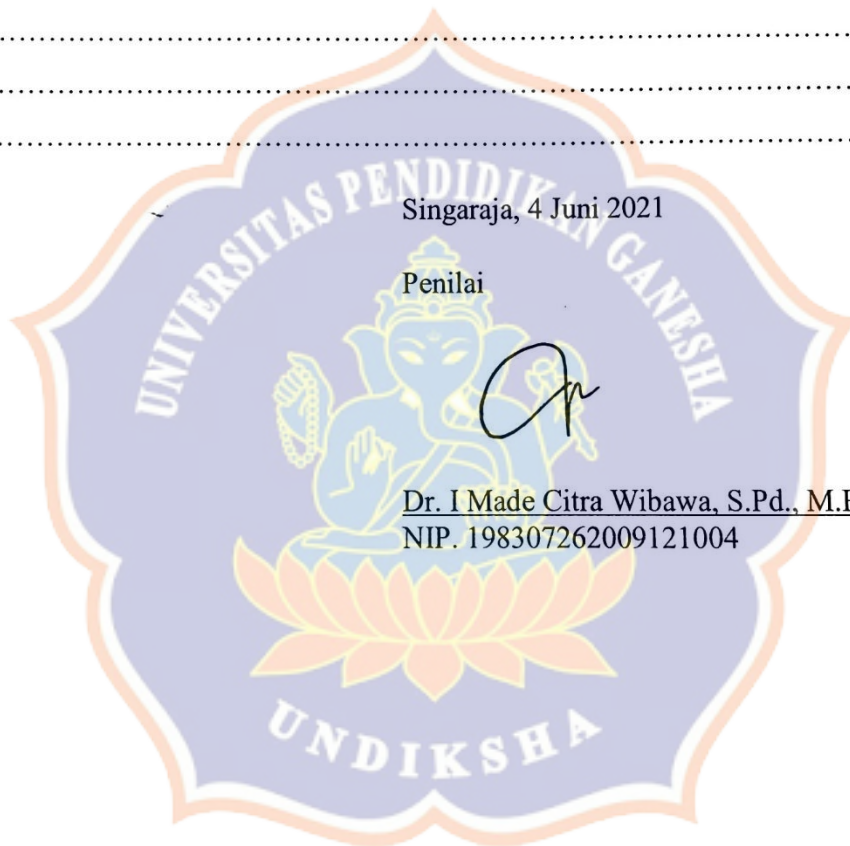 ................................................................................
................................................................................
................................................................................
UNIVERSITAS PENDIDIKAN GANESHA
Singaraja, 4 Juni 2021
Penilai
Dr. I Made Citra Wibawa, S.Pd.,
NIP. 198307262009121004
UNDIKSHA